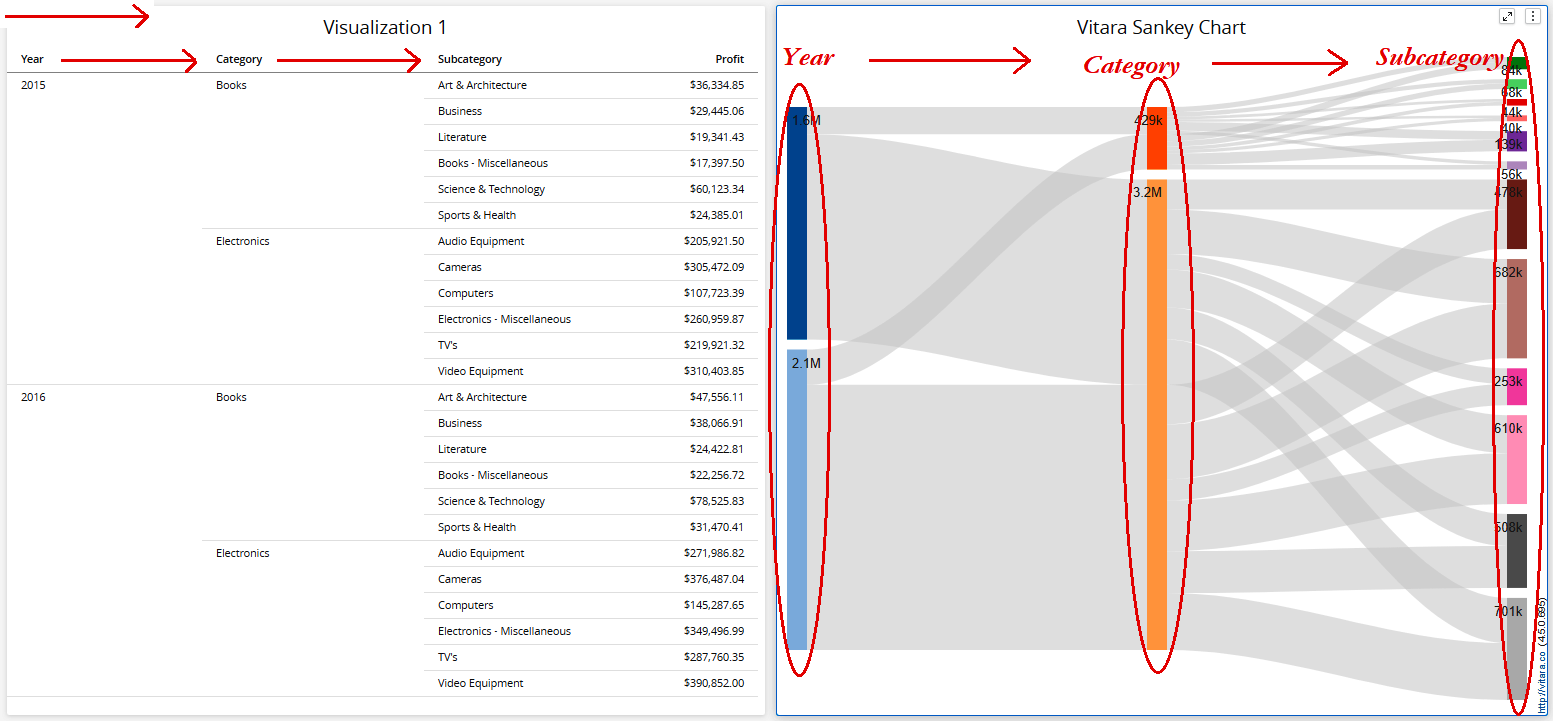 Visualization 1
Year Category Subcategory Profit
2015 Books Art & Architecture $36,334.85
Business $29,445.06
Literature $19,341.43
Books - Miscellaneous $17,397.50
Science & Technology $60,123.34
Sports & Health $24,385.01
Electronics Audio Equipment $205,921.50
Cameras $305,472.09
Computers $107,723.39
Electronics - Miscellaneous $260,959.87
TV's $219,921.32
Video Equipment $310,403.85
2016 Books Art & Architecture $47,556.11
Business $38,066.91
Literature $24,422.81
Books - Miscellaneous $22,256.72
Science & Technology $78,525.83
Sports & Health $31,470.41
Electronics Audio Equipment $271,986.82
Cameras $376,487.04
Computers $145,287.65
Electronics - Miscellaneous $349,496.99
TV's $287,760.35
Video Equipment $390,852.00
Vitara Sankey Chart
Year Category Subcategory
1.6M
2.1M
429k
3.2M
84k
68k
44k
40k
139k
56k
478k
682k
253k
610k
508k
701k
http://vitara.co (4.5.0.695)